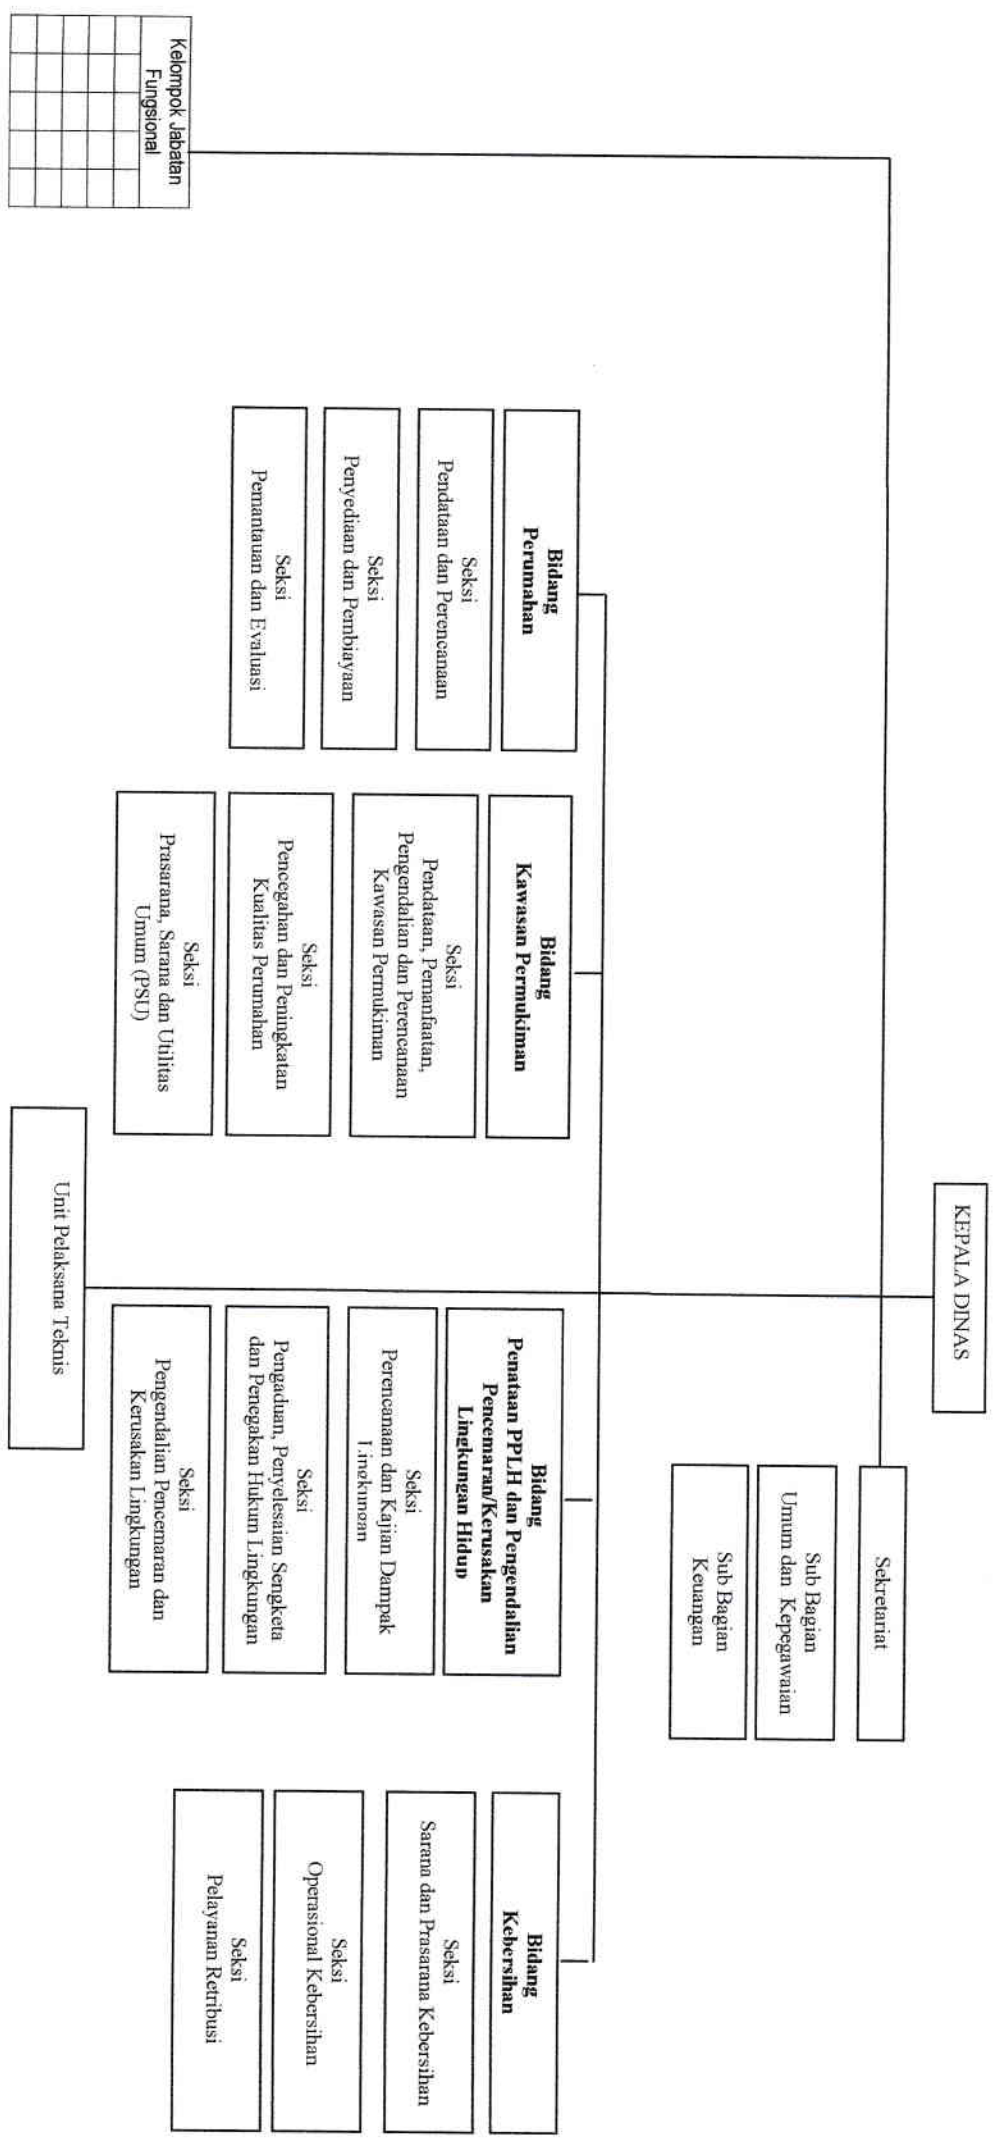 KEPALA DINAS
Sekretariat
Sub Bagian
Umum dan Kepegawaian
Sub Bagian
Keuangan
Kelompok Jabatan
Fungsional
Bidang
Perumahan
Seksi
Pendataan dan Perencanaan
Seksi
Penyediaan dan Pembiayaan
Seksi
Pemantauan dan Evaluasi
Bidang
Kawasan Permukiman
Seksi
Pendataan, Pemanfaatan,
Pengendalian dan Perencanaan
Kawasan Permukiman
Seksi
Pencegahan dan Peningkatan
Kualitas Perumahan
Seksi
Prasarana, Sarana dan Utilitas
Umum (PSU)
Bidang
Penataan PPLH dan Pengendalian
Pencemaran/Kerusakan
Lingkungan Hidup
Seksi
Perencanaan dan Kajian Dampak
Lingkungan
Seksi
Pengaduan, Penyelesaian Sengketa
dan Penegakan Hukum Lingkungan
Seksi
Pengendalian Pencemaran dan
Kerusakan Lingkungan
Bidang
Kebersihan
Seksi
Sarana dan Prasarana Kebersihan
Seksi
Operasional Kebersihan
Seksi
Pelayanan Retribusi
Unit Pelaksana Teknis